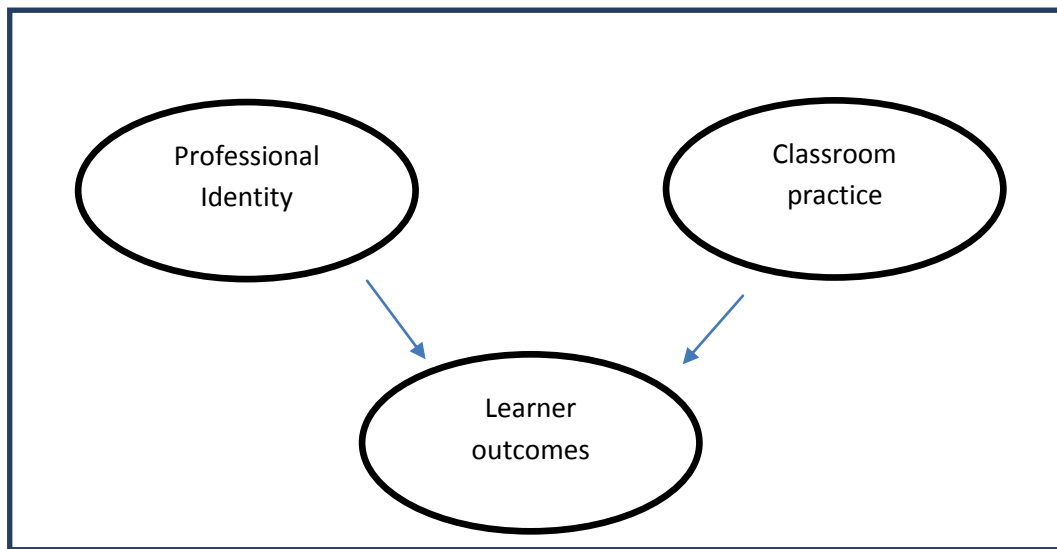 Professional
Identity
Classroom
practice
Learner
outcomes